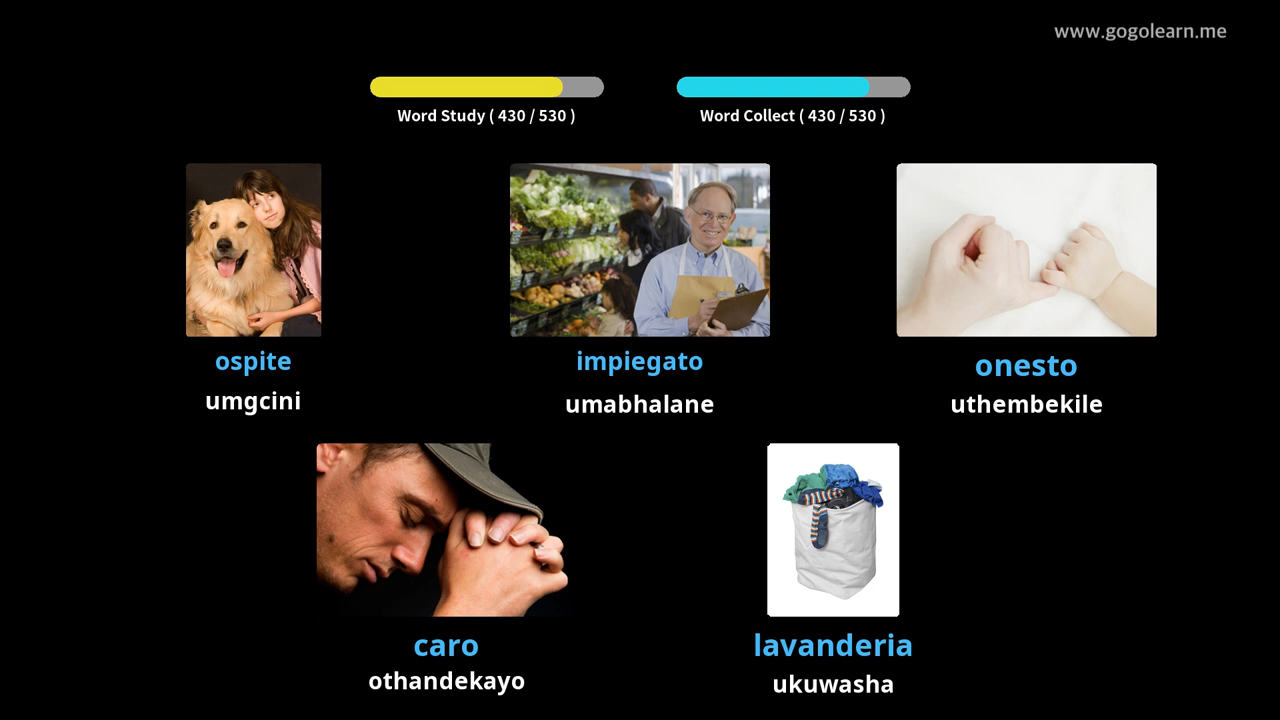 www.gogolearn.me
Word Study ( 430 / 530 )
Word Collect ( 430 / 530 )
ospite
umgcini
impiegato
umabhalane
onesto
uthembekile
caro
othandekayo
lavanderia
ukuwasha